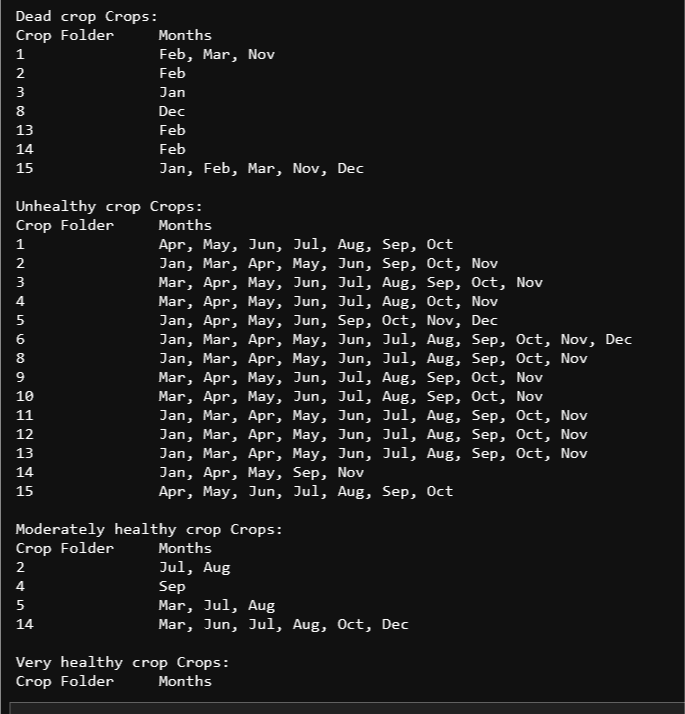 Dead crop Crops:
Crop Folder Months
1 Feb, Mar, Nov
2 Feb
3 Jan
8 Dec
13 Feb
14 Feb
15 Jan, Feb, Mar, Nov, Dec
Unhealthy crop Crops:
Crop Folder Months
1 Apr, May, Jun, Jul, Aug, Sep, Oct
2 Jan, Mar, Apr, May, Jun, Sep, Oct, Nov
3 Mar, Apr, May, Jun, Jul, Aug, Sep, Oct, Nov
4 Mar, Apr, May, Jun, Jul, Aug, Oct, Nov
5 Jan, Apr, May, Jun, Sep, Oct, Nov, Dec
6 Jan, Mar, Apr, May, Jun, Jul, Aug, Sep, Oct, Nov, Dec
8 Jan, Mar, Apr, May, Jun, Jul, Aug, Sep, Oct, Nov
9 Mar, Apr, May, Jun, Jul, Aug, Sep, Oct, Nov
10 Mar, Apr, May, Jun, Jul, Aug, Sep, Oct, Nov
11 Jan, Mar, Apr, May, Jun, Jul, Aug, Sep, Oct, Nov
12 Jan, Mar, Apr, May, Jun, Jul, Aug, Sep, Oct, Nov
13 Jan, Mar, Apr, May, Jun, Jul, Aug, Sep, Oct, Nov
14 Jan, Apr, May, Sep, Nov
15 Apr, May, Jun, Jul, Aug, Sep, Oct
Moderately healthy crop Crops:
Crop Folder Months
2 Jul, Aug
4 Sep
5 Mar, Jul, Aug
14 Mar, Jun, Jul, Aug, Oct, Dec
Very healthy crop Crops:
Crop Folder Months